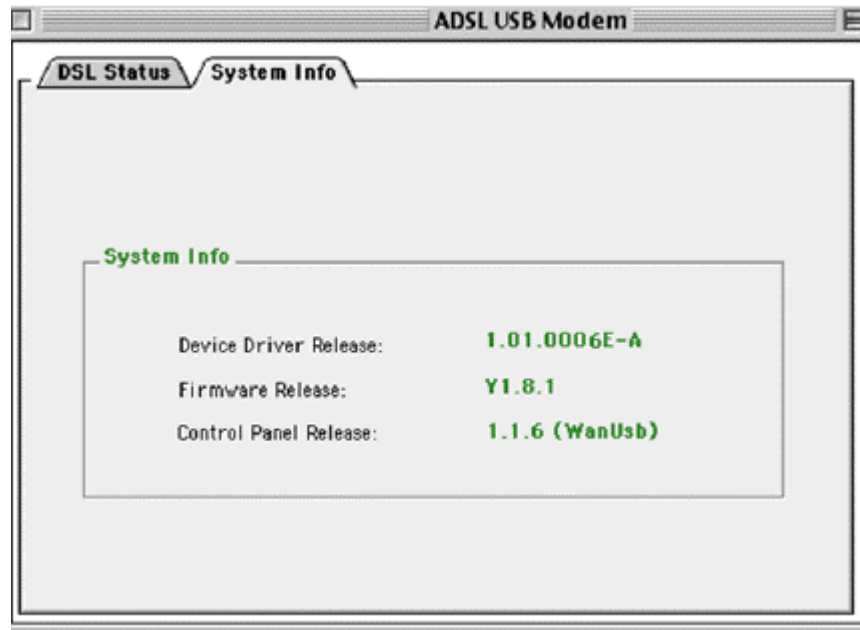 ADSL USB Modem
DSL Status System Info
System Info
Device Driver Release: 1.01.0006E-A
Firmware Release: Y1.8.1
Control Panel Release: 1.1.6 (WanUsb)